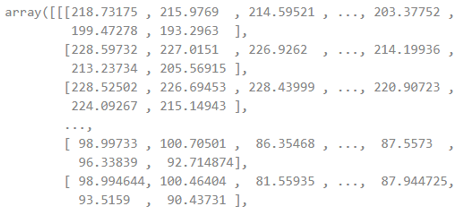 array([[[218.73175 , 215.9769  , 214.59521 , ..., 203.37752 ,
         199.47278 , 193.2963  ],
        [228.59732 , 227.0151  , 226.9262  , ..., 214.19936 ,
         213.23734 , 205.56915 ],
        [228.52502 , 226.69453 , 228.43999 , ..., 220.90723 ,
         224.09267 , 215.14943 ],
        ...,
        [ 98.99733 , 100.70501 ,  86.35468 , ...,  87.5573  ,
          96.33839 ,  92.714874],
        [ 98.994644, 100.46404 ,  81.55935 , ...,  87.944725,
          93.5159  ,  90.43731 ],